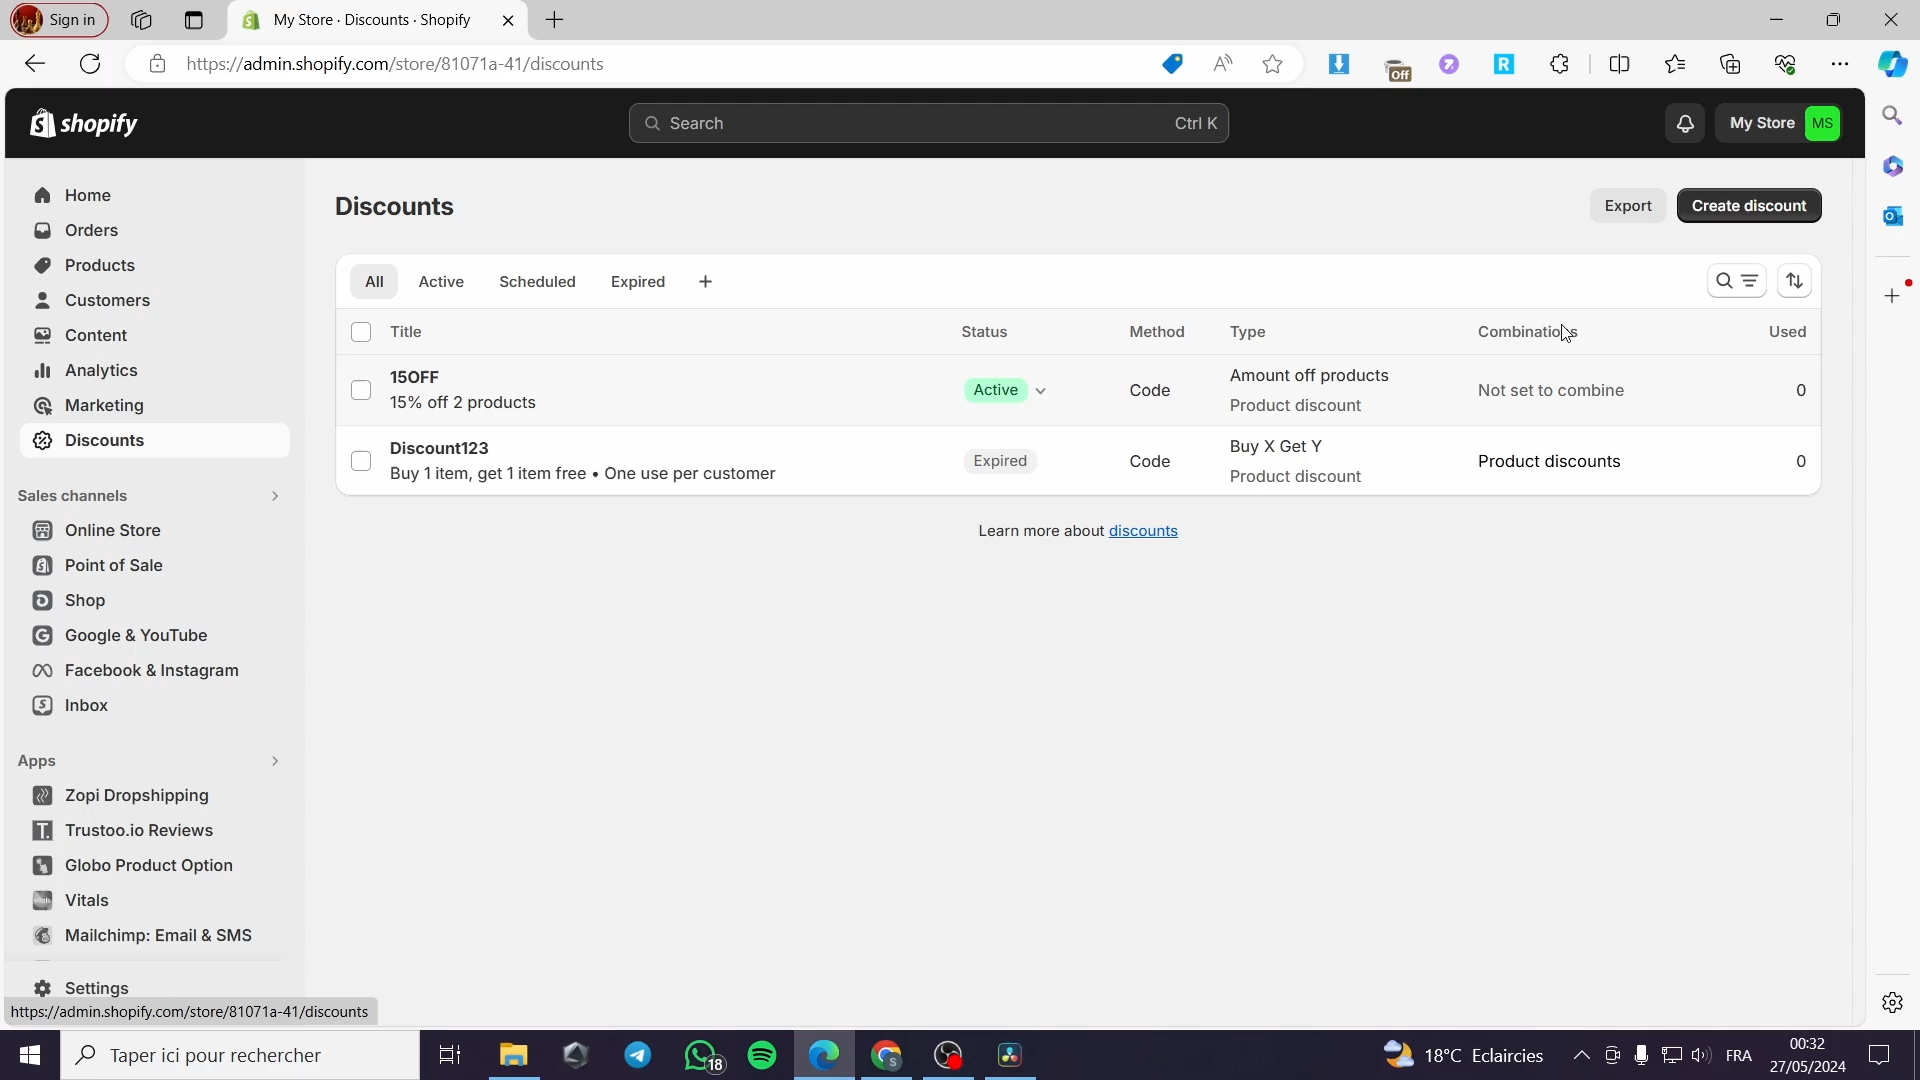 Sign in
My Store · Discounts · Shopify
https://admin.shopify.com/store/81071a-41/discounts
Off
shopify
Search
Ctrl K
My Store
MS
Home
Orders
Products
Customers
Content
Analytics
Marketing
Discounts
Sales channels
Online Store
Point of Sale
Shop
Google & YouTube
Facebook & Instagram
Inbox
Apps
Zopi Dropshipping
Trustoo.io Reviews
Globo Product Option
Vitals
Mailchimp: Email & SMS
Settings
https://admin.shopify.com/store/81071a-41/discounts
Discounts
Export
Create discount
All
Active
Scheduled
Expired
Title
Status
Method
Type
Combinations
Used
15OFF
15% off 2 products
Active
Code
Amount off products
Product discount
Not set to combine
0
Discount123
Buy 1 item, get 1 item free • One use per customer
Expired
Code
Buy X Get Y
Product discount
Product discounts
0
Learn more about discounts
Taper ici pour rechercher
18
18°C Eclaircies
FRA
00:32
27/05/2024